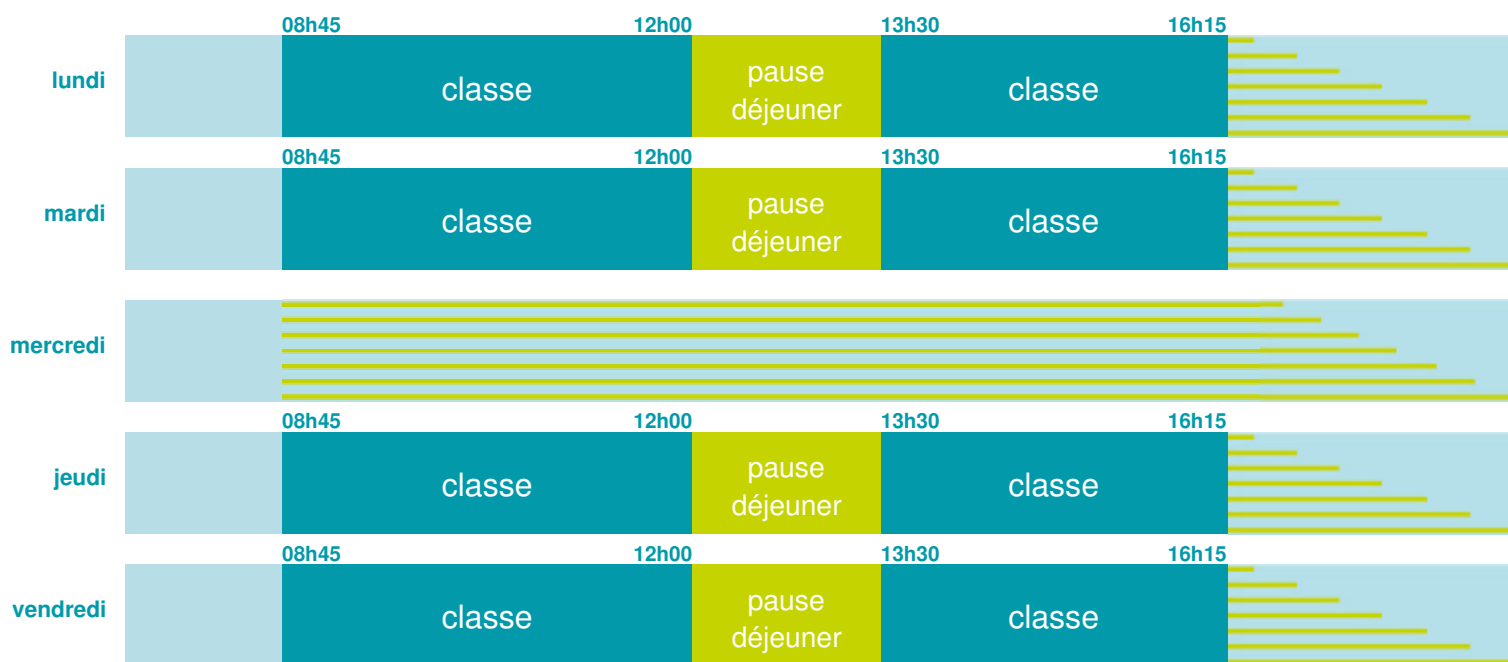 08h45 12h00 13h30 16h15
lundi classe pause déjeuner classe
08h45 12h00 13h30 16h15
mardi classe pause déjeuner classe
mercredi
08h45 12h00 13h30 16h15
jeudi classe pause déjeuner classe
08h45 12h00 13h30 16h15
vendredi classe pause déjeuner classe